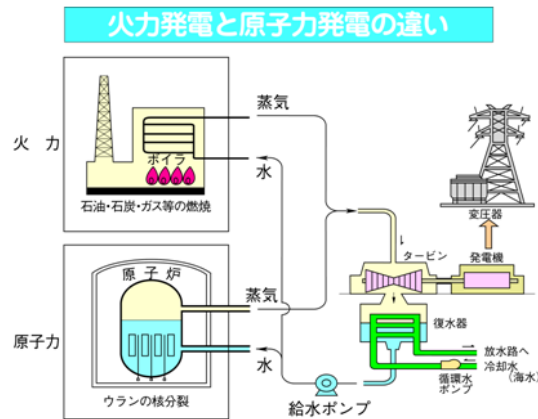 火力発電と原子力発電の違い
蒸気
火 力
ボイラ
水
石油・石炭・ガス等の燃焼
変圧器
タービン
発電機
原 子 炉
蒸気
復水器
原子力
放水路へ
水
冷却水
(海水)
循環水
ポンプ
ウランの核分裂
給水ポンプ